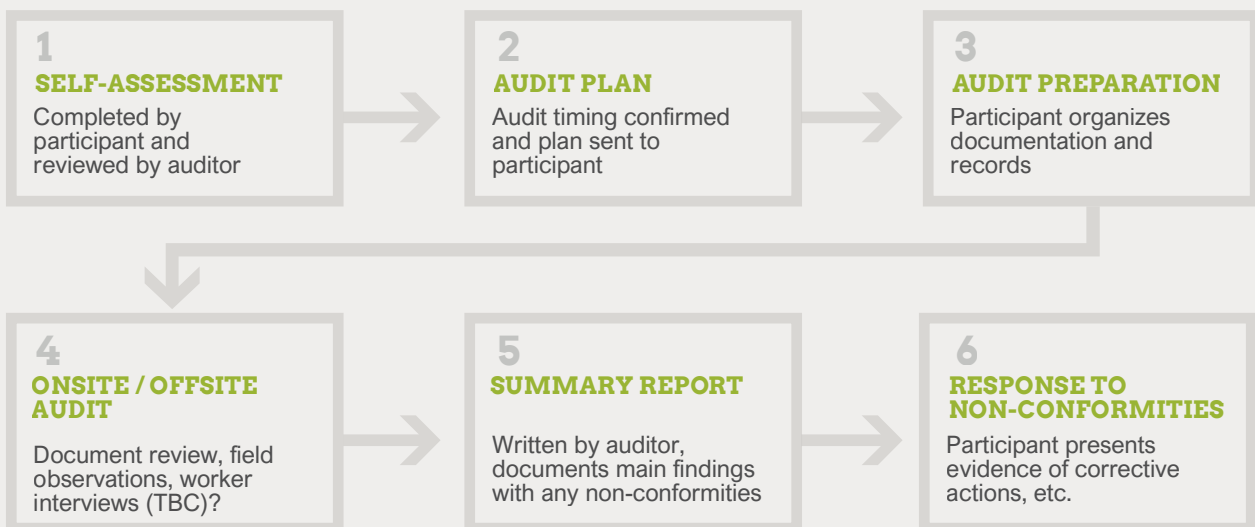 1
SELF-ASSESSMENT
Completed by
participant and
reviewed by auditor
2
AUDIT PLAN
Audit timing confirmed
and plan sent to
participant
3
AUDIT PREPARATION
Participant organizes
documentation and
records
4
ONSITE / OFFSITE
AUDIT
Document review, field
observations, worker
interviews (TBC)?
5
SUMMARY REPORT
Written by auditor,
documents main findings
with any non-conformities
6
RESPONSE TO
NON-CONFORMITIES
Participant presents
evidence of corrective
actions, etc.